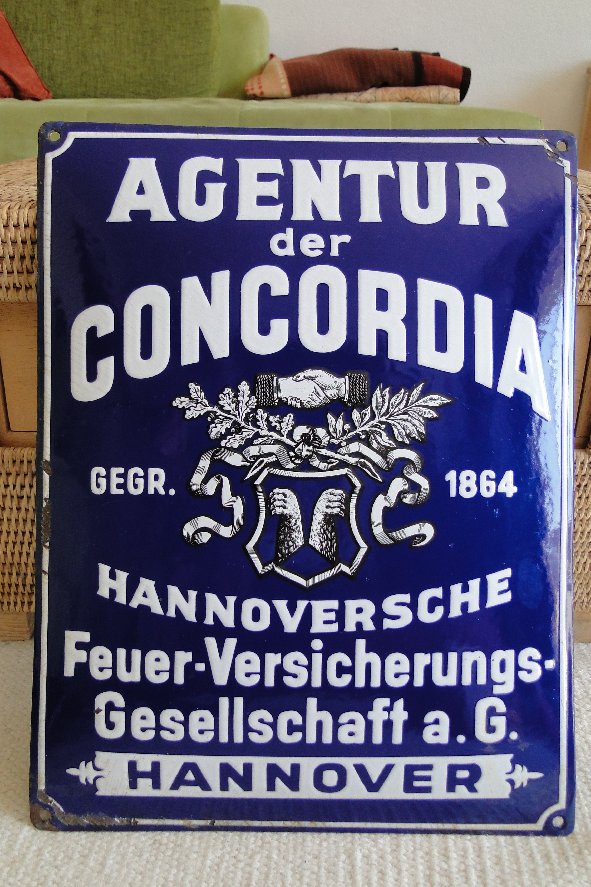 AGENTUR
der
CONCORDIA
GEGR. 1864
HANNOVERSCHE
Feuer-Versicherungs-
Gesellschaft a. G.
HANNOVER